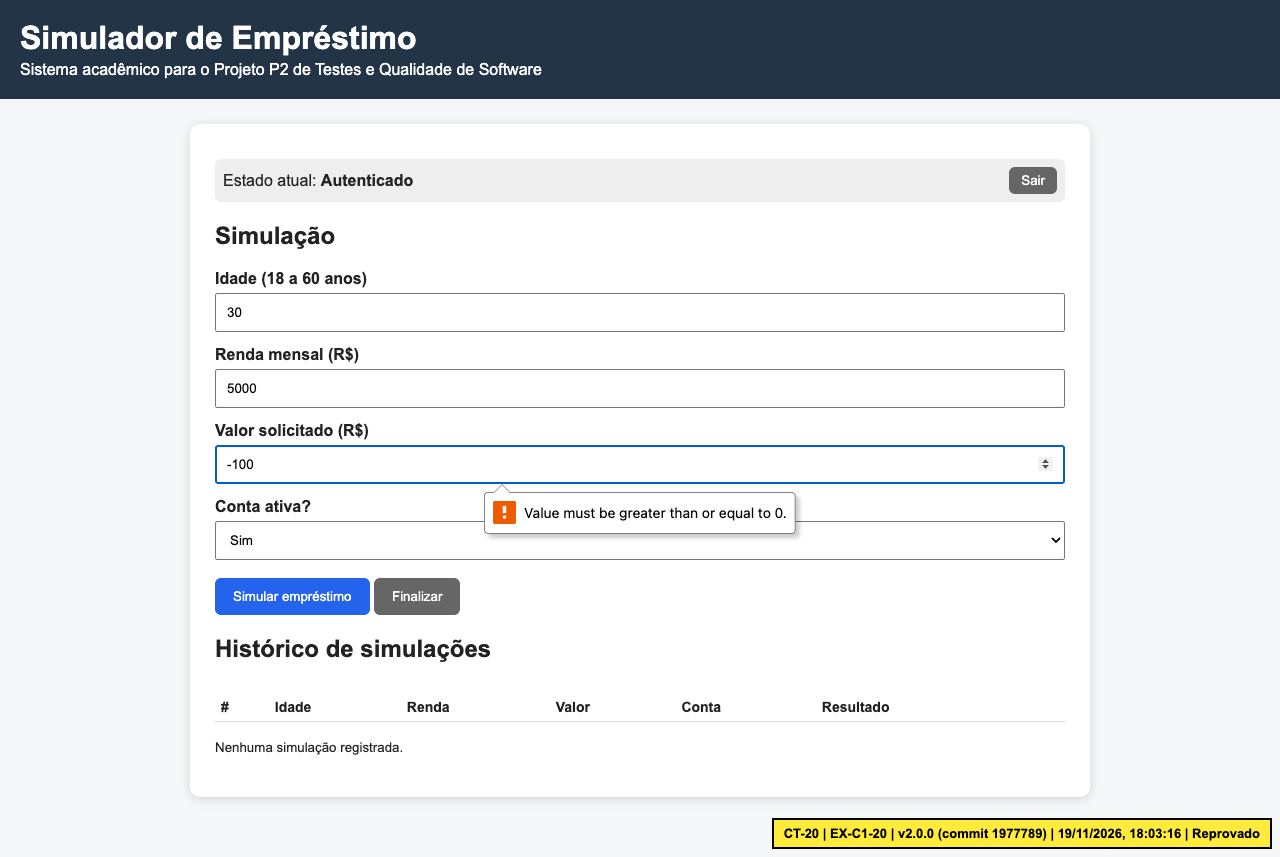 Simulador de Empréstimo
Sistema acadêmico para o Projeto P2 de Testes e Qualidade de Software
Estado atual: Autenticado
Sair
Simulação
Idade (18 a 60 anos)
30
Renda mensal (R$)
5000
Valor solicitado (R$)
-100
Value must be greater than or equal to 0.
Conta ativa?
Sim
Simular empréstimo Finalizar
Histórico de simulações
# Idade Renda Valor Conta Resultado
Nenhuma simulação registrada.
CT-20 | EX-C1-20 | v2.0.0 (commit 1977789) | 19/11/2026, 18:03:16 | Reprovado